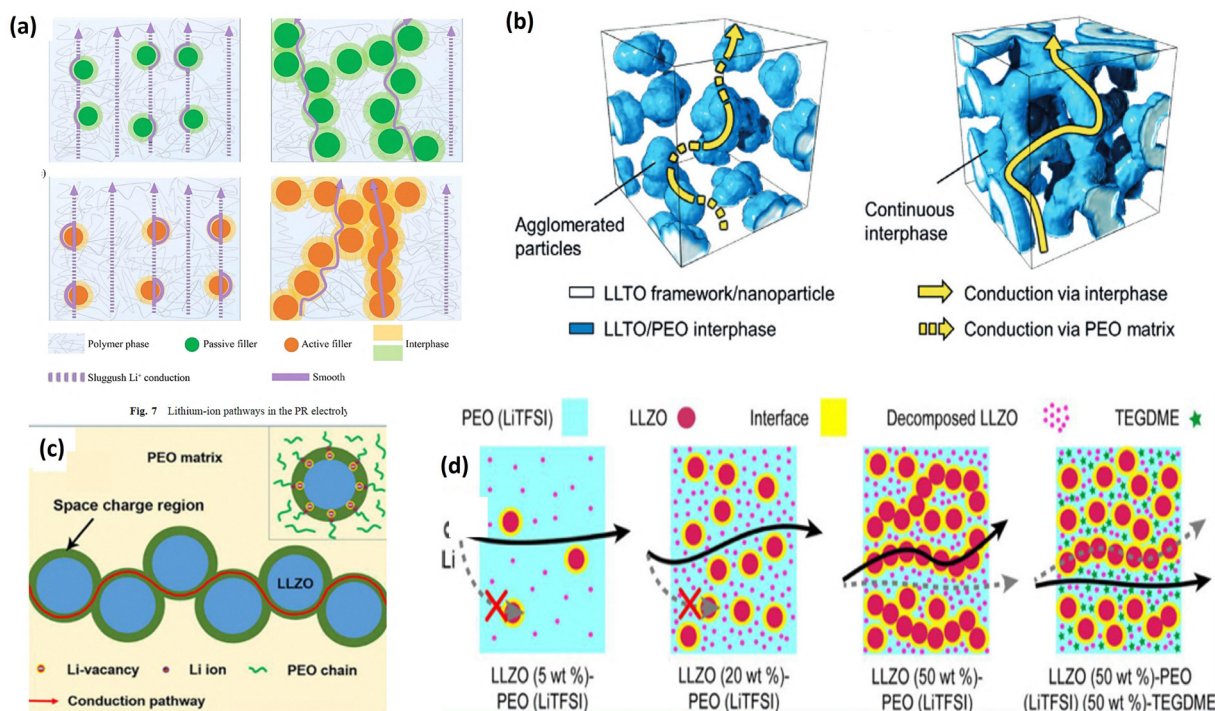 (a)
)
Polymer phase
Passive filler
Active filler
Interphase
Sluggush Li⁺ conduction
Smooth
Fig. 7 Lithium-ion pathways in the PR electroly
(b)
Agglomerated
particles
Continuous
interphase
LLTO framework/nanoparticle
LLTO/PEO interphase
Conduction via interphase
Conduction via PEO matrix
(c)
PEO matrix
Space charge region
LLZO
Li-vacancy
Li ion
PEO chain
Conduction pathway
(d)
PEO (LiTFSI)
LLZO
Interface
Decomposed LLZO
TEGDME
Li
LLZO (5 wt %)-
PEO (LiTFSI)
LLZO (20 wt %)-
PEO (LiTFSI)
LLZO (50 wt %)-
PEO (LiTFSI)
LLZO (50 wt %)-PEO
(LiTFSI) (50 wt %)-TEGDME